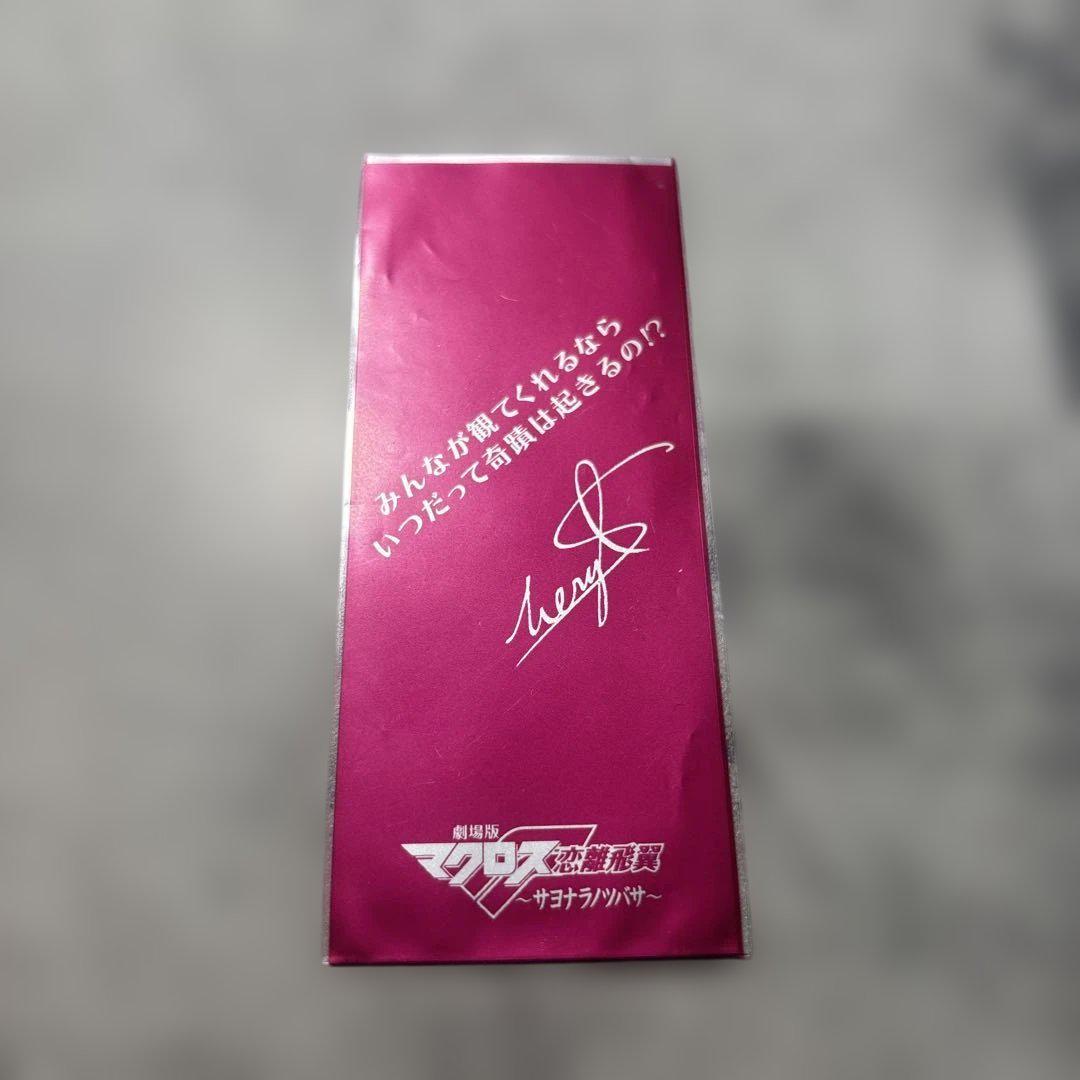 みんなが観てくれるなら
いつだって奇蹟は起きるの!?
Sheryl
劇場版
マクロスF
恋離飛翼
〜サヨナラノツバサ〜